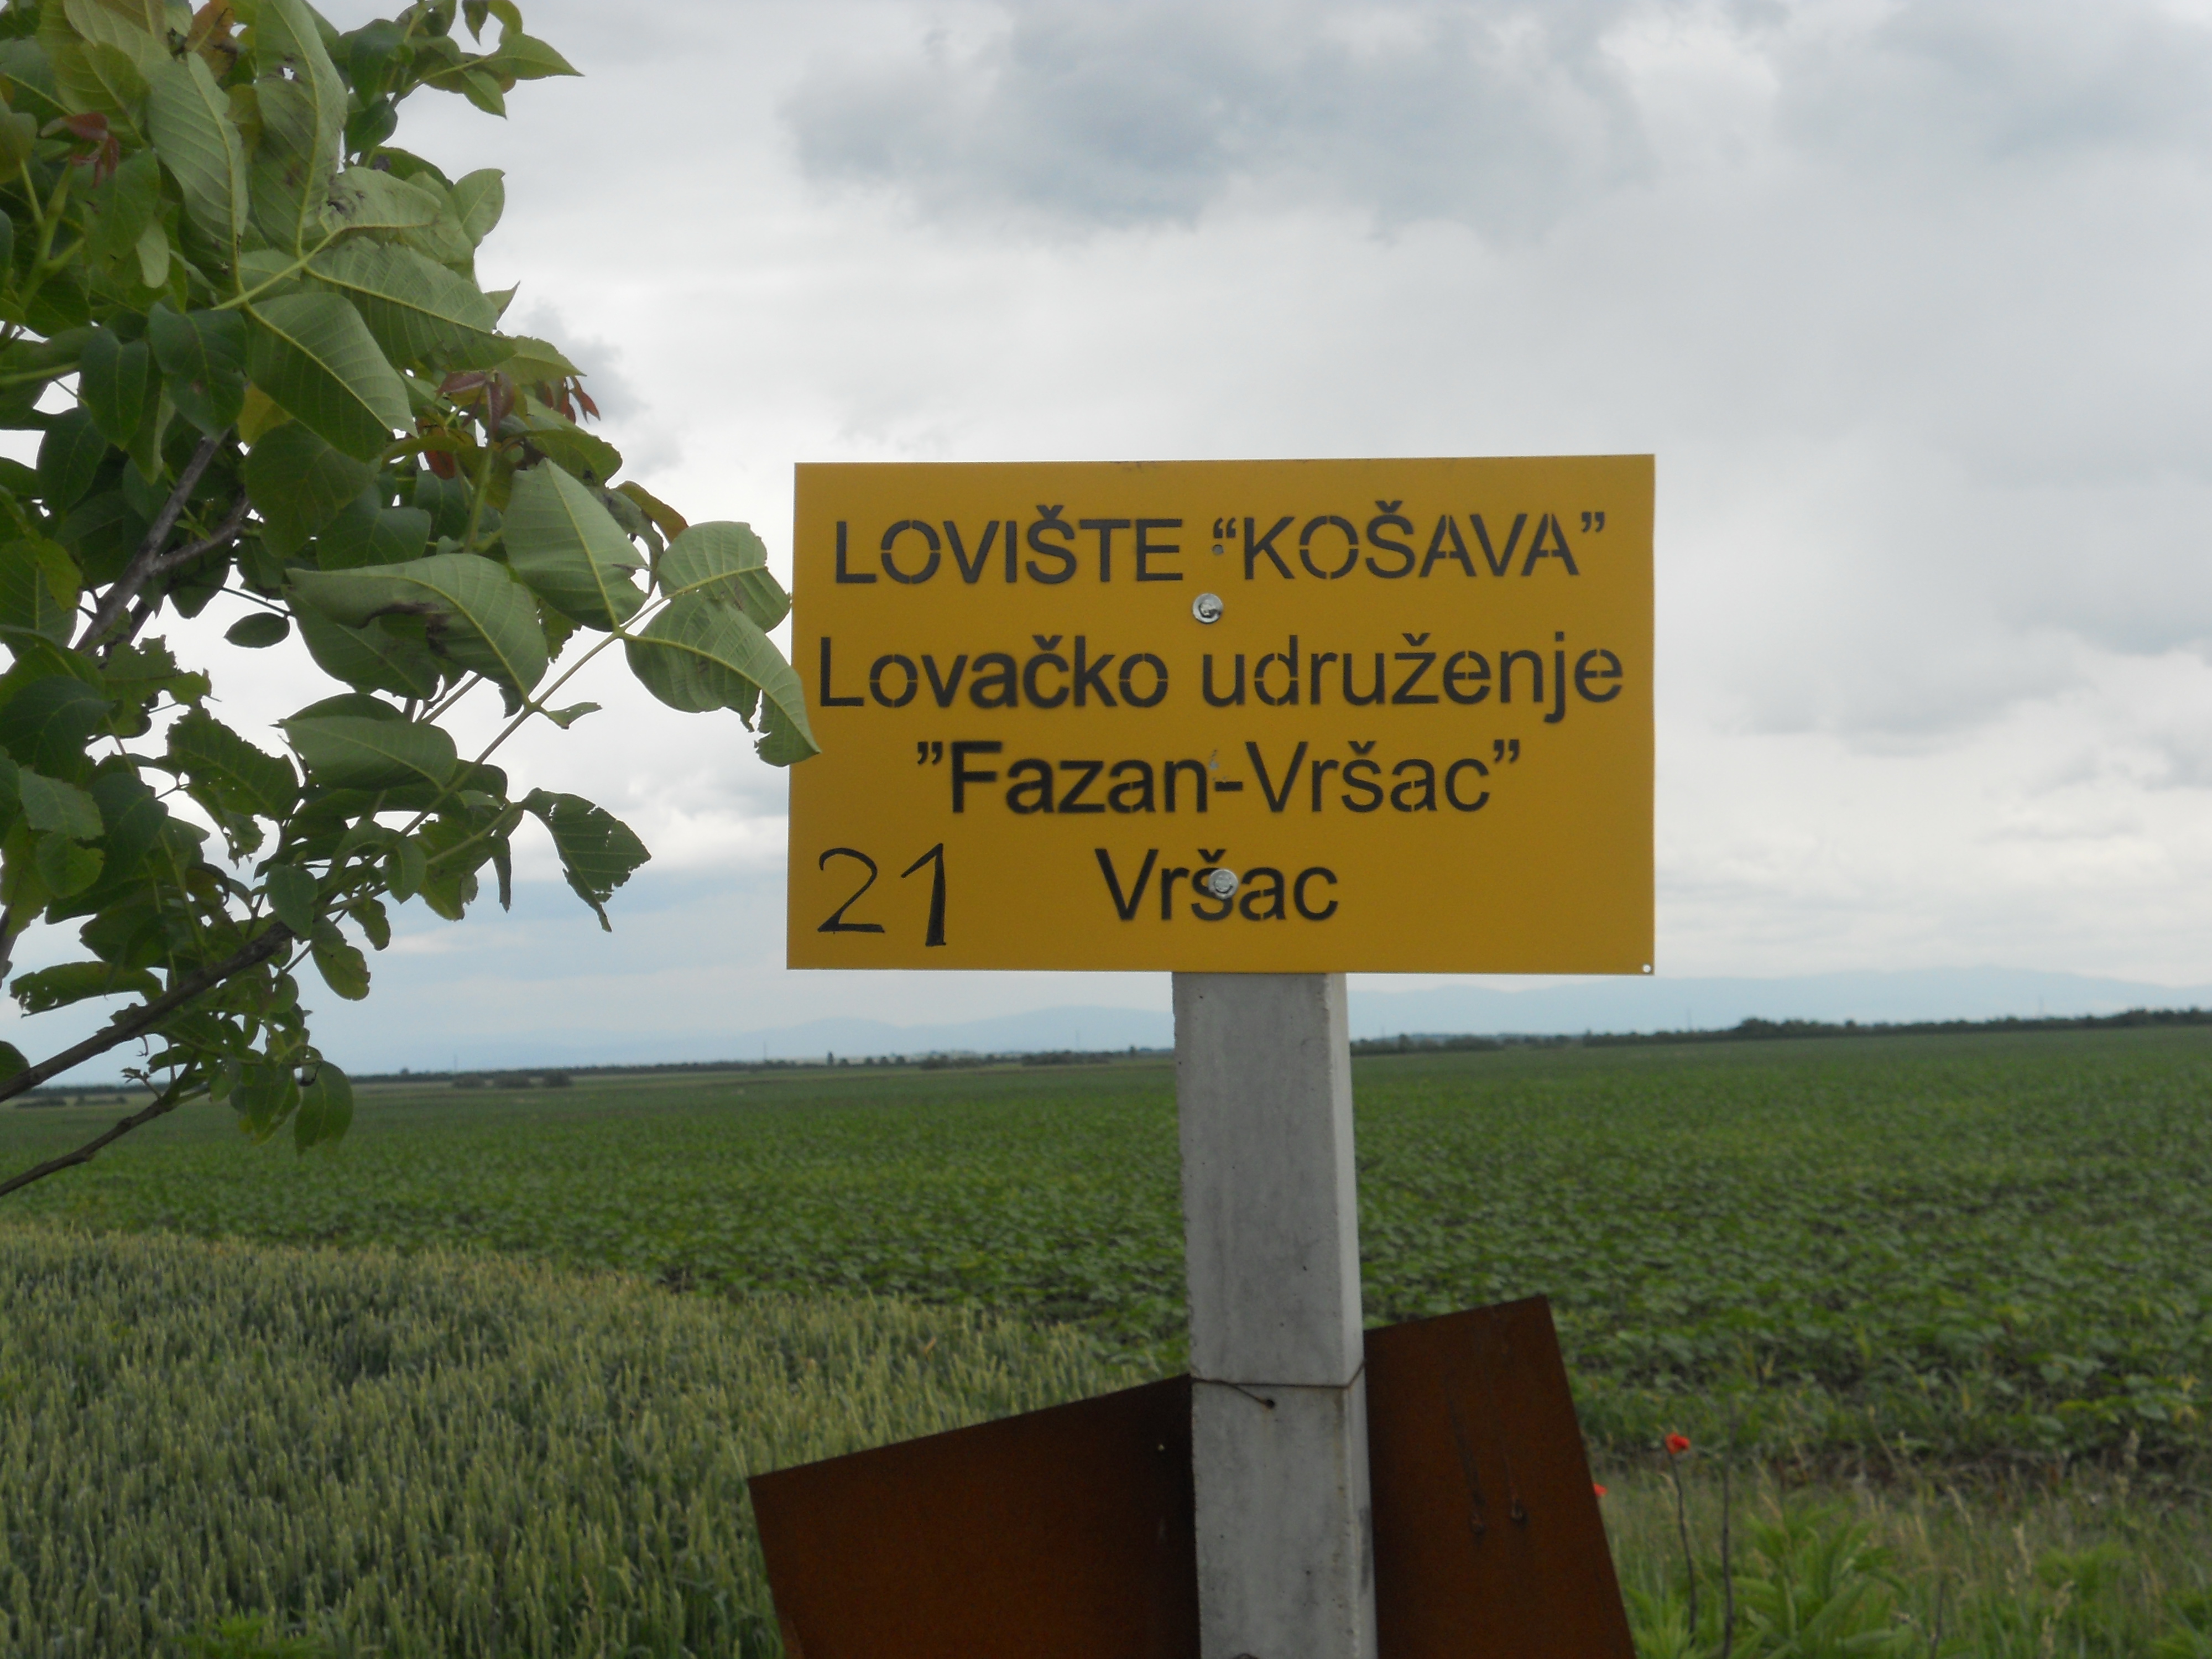 LOVIŠTE “KOŠAVA”
Lovačko udruženje
”Fazan-Vršac”
21 Vršac